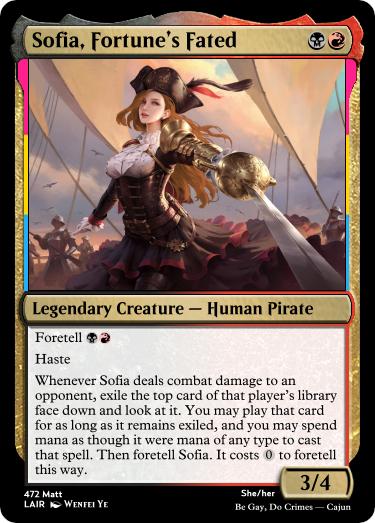 Sofia, Fortune's Fated
Legendary Creature — Human Pirate
Foretell
Haste
Whenever Sofia deals combat damage to an
opponent, exile the top card of that player's library
face down and look at it. You may play that card
for as long as it remains exiled, and you may spend
mana as though it were mana of any type to cast
that spell. Then foretell Sofia. It costs 0 to foretell
this way.
3/4
472 Matt
LAIR Wenfei Ye
She/her
Be Gay, Do Crimes — Cajun